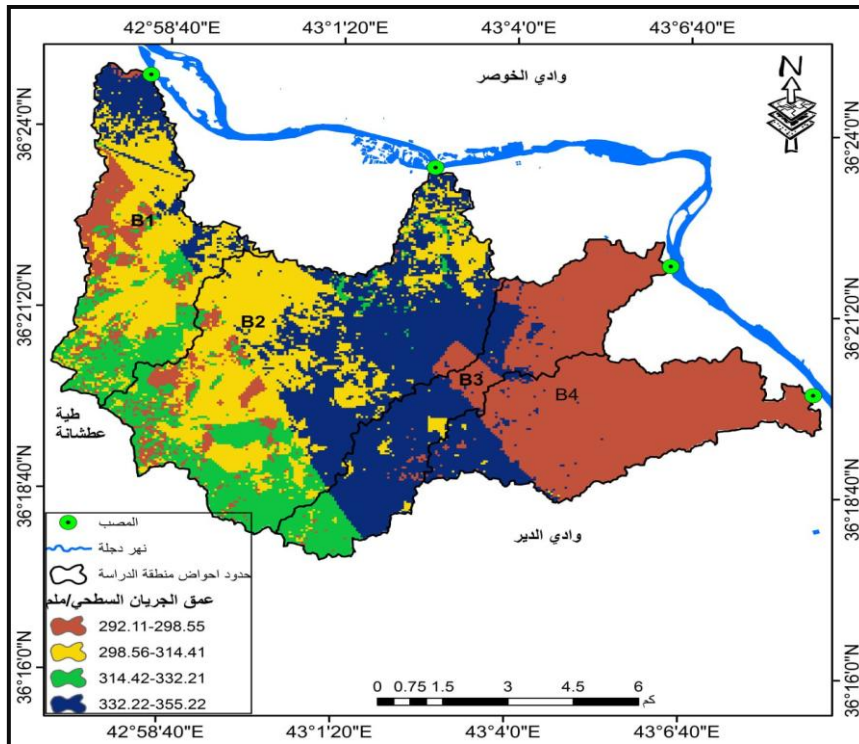 42°58'40"E
43°1'20"E
43°4'0"E
43°6'40"E
وادي الخوصر
N
36°24'0"N
36°24'0"N
B1
36°21'20"N
36°21'20"N
B2
B3
B4
طية
عطشانة
36°18'40"N
36°18'40"N
وادي الدير
المصب
نهر دجلة
حدود احواض منطقة الدراسة
عمق الجريان السطحي/ملم
292.11-298.55
298.56-314.41
314.42-332.21
332.22-355.22
36°16'0"N
36°16'0"N
0 0.75 1.5 3 4.5 6
كم
42°58'40"E
43°1'20"E
43°4'0"E
43°6'40"E